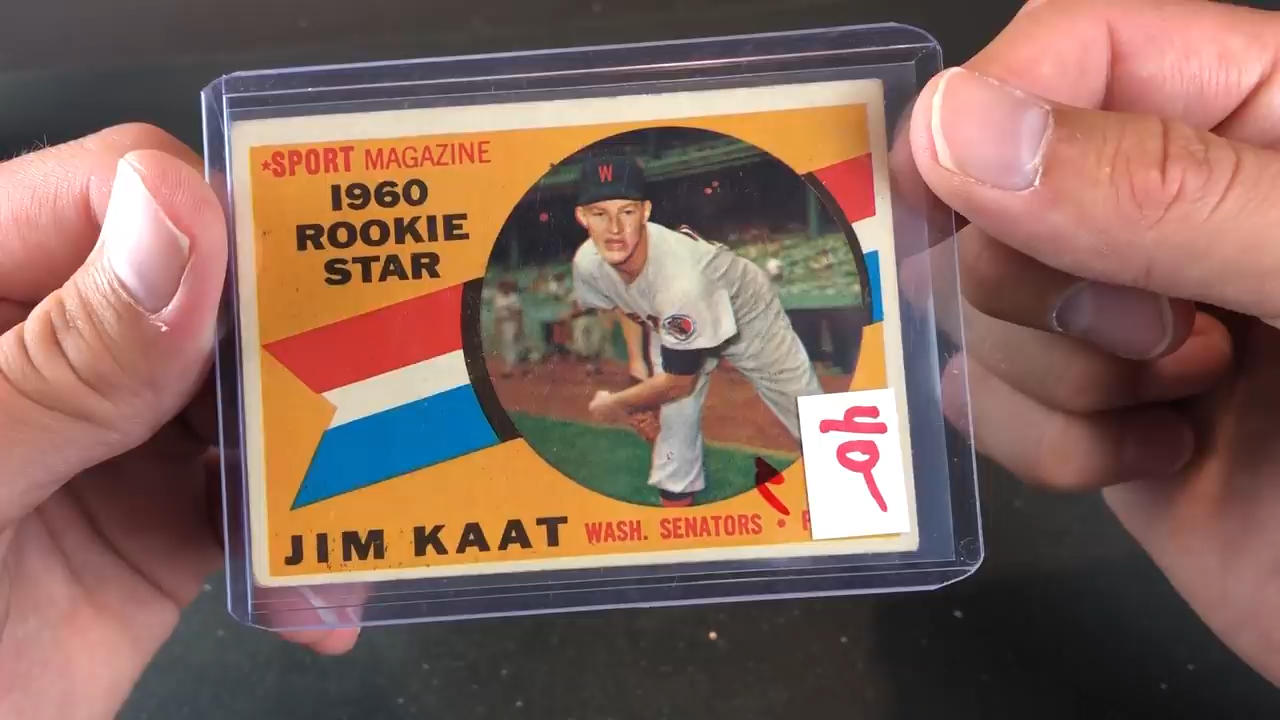 *SPORT MAGAZINE
1960
ROOKIE
STAR
W
JIM KAAT WASH. SENATORS •
40-